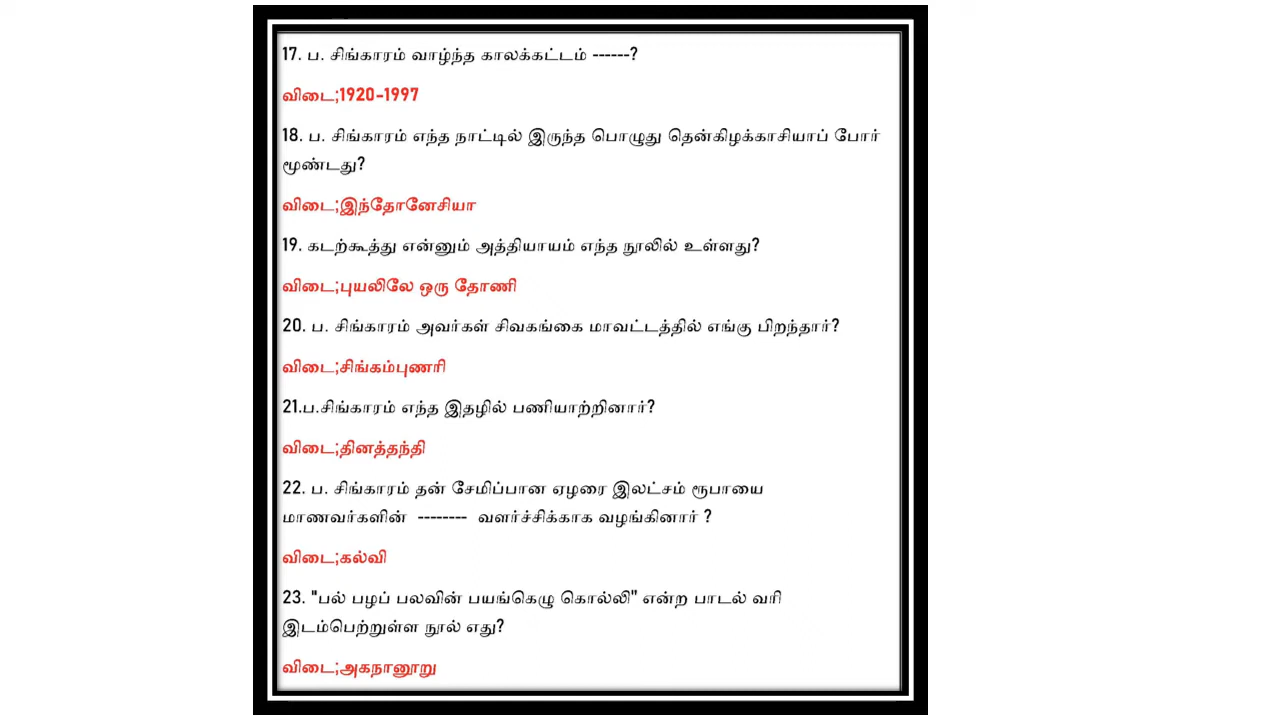 17. ப. சிங்காரம் வாழ்ந்த காலக்கட்டம் ------?
விடை;1920-1997
18. ப. சிங்காரம் எந்த நாட்டில் இருந்த பொழுது தென்கிழக்காசியாப் போர்
மூண்டது?
விடை;இந்தோனேசியா
19. கடற்கூத்து என்னும் அத்தியாயம் எந்த நூலில் உள்ளது?
விடை;புயலிலே ஒரு தோணி
20. ப. சிங்காரம் அவர்கள் சிவகங்கை மாவட்டத்தில் எங்கு பிறந்தார்?
விடை;சிங்கம்புணரி
21.ப.சிங்காரம் எந்த இதழில் பணியாற்றினார்?
விடை;தினத்தந்தி
22. ப. சிங்காரம் தன் சேமிப்பான ஏழரை இலட்சம் ரூபாயை
மாணவர்களின் -------- வளர்ச்சிக்காக வழங்கினார் ?
விடை;கல்வி
23. "பல் பழப் பலவின் பயங்கெழு கொல்லி" என்ற பாடல் வரி
இடம்பெற்றுள்ள நூல் எது?
விடை;அகநானூறு